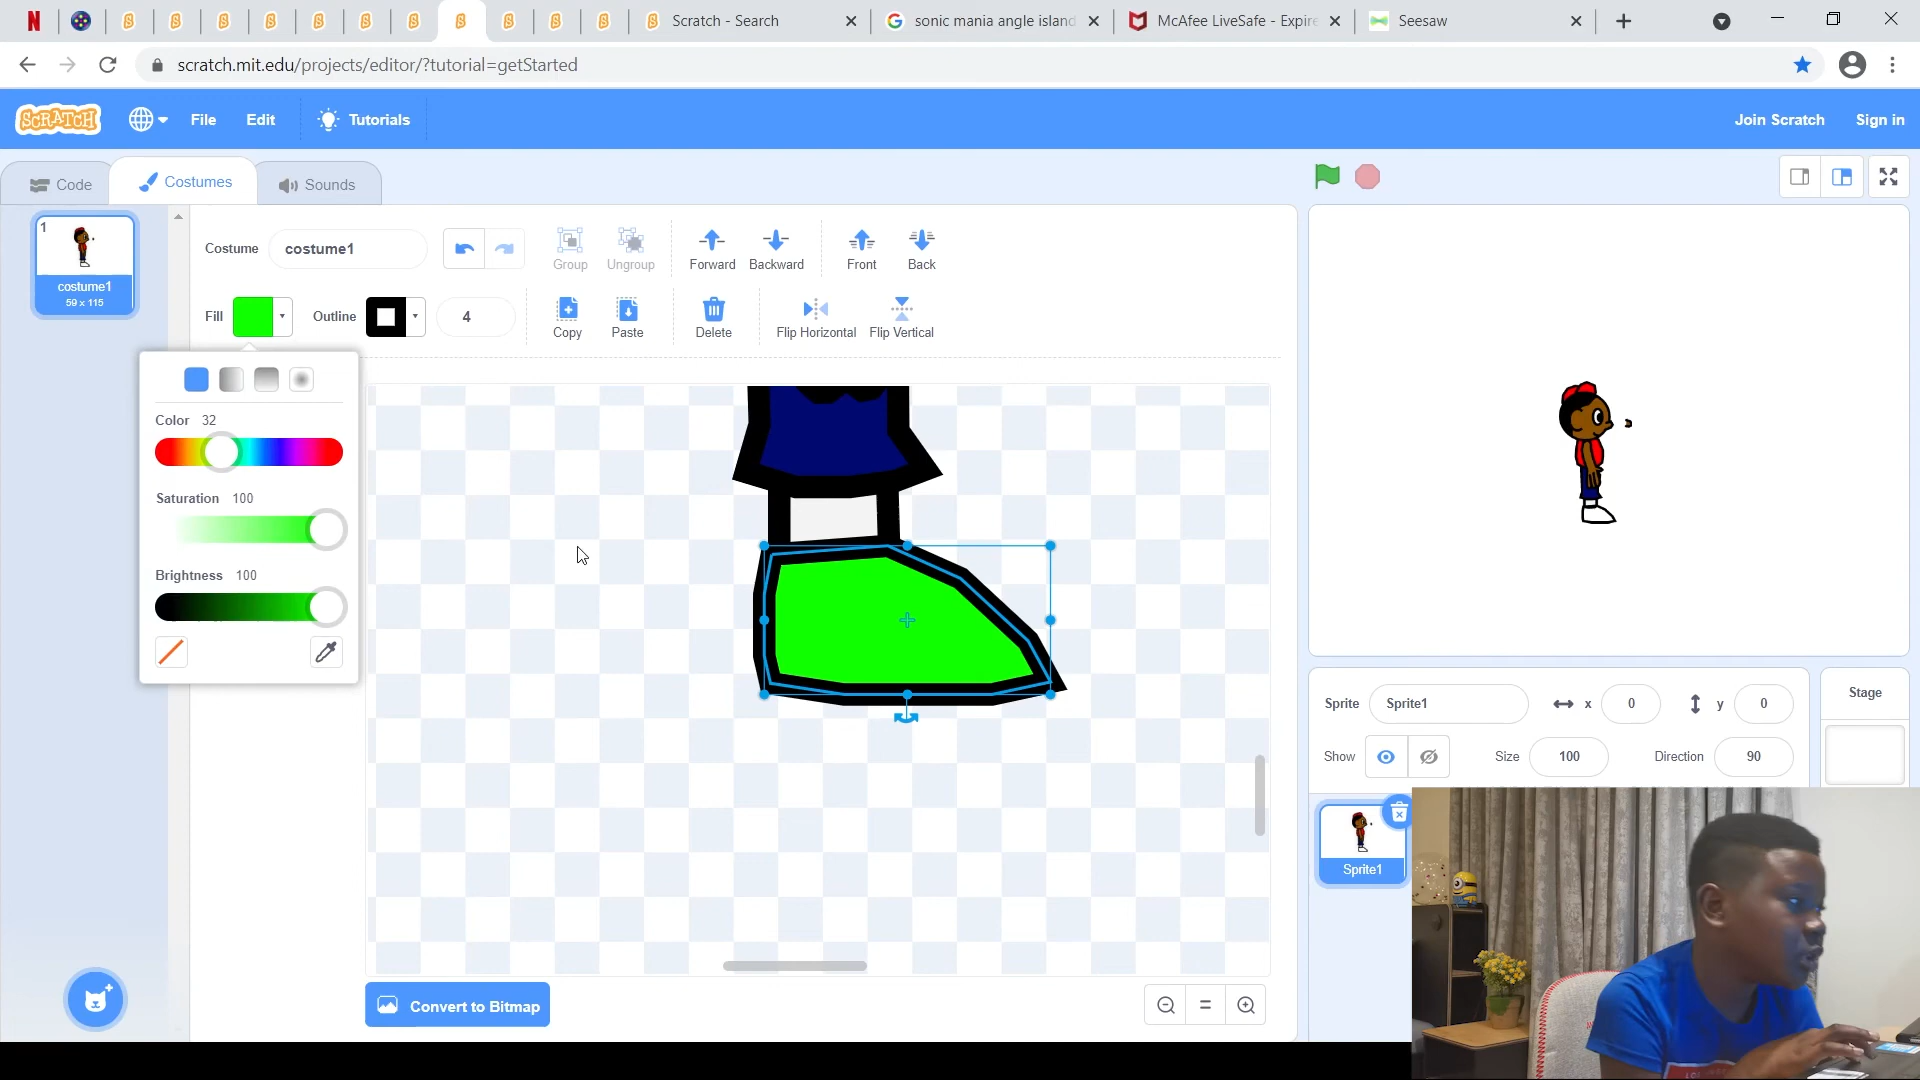 Scratch - Search
sonic mania angle island
McAfee LiveSafe - Expire
Seesaw
scratch.mit.edu/projects/editor/?tutorial=getStarted
SCRATCH
File
Edit
Tutorials
Join Scratch
Sign in
Code
Costumes
Sounds
1
costume1
59 x 115
Costume
costume1
Group
Ungroup
Forward
Backward
Front
Back
Fill
Outline
4
Copy
Paste
Delete
Flip Horizontal
Flip Vertical
Color 32
Saturation 100
Brightness 100
Convert to Bitmap
Sprite
Sprite1
x
0
y
0
Show
Size
100
Direction
90
Stage
Sprite1